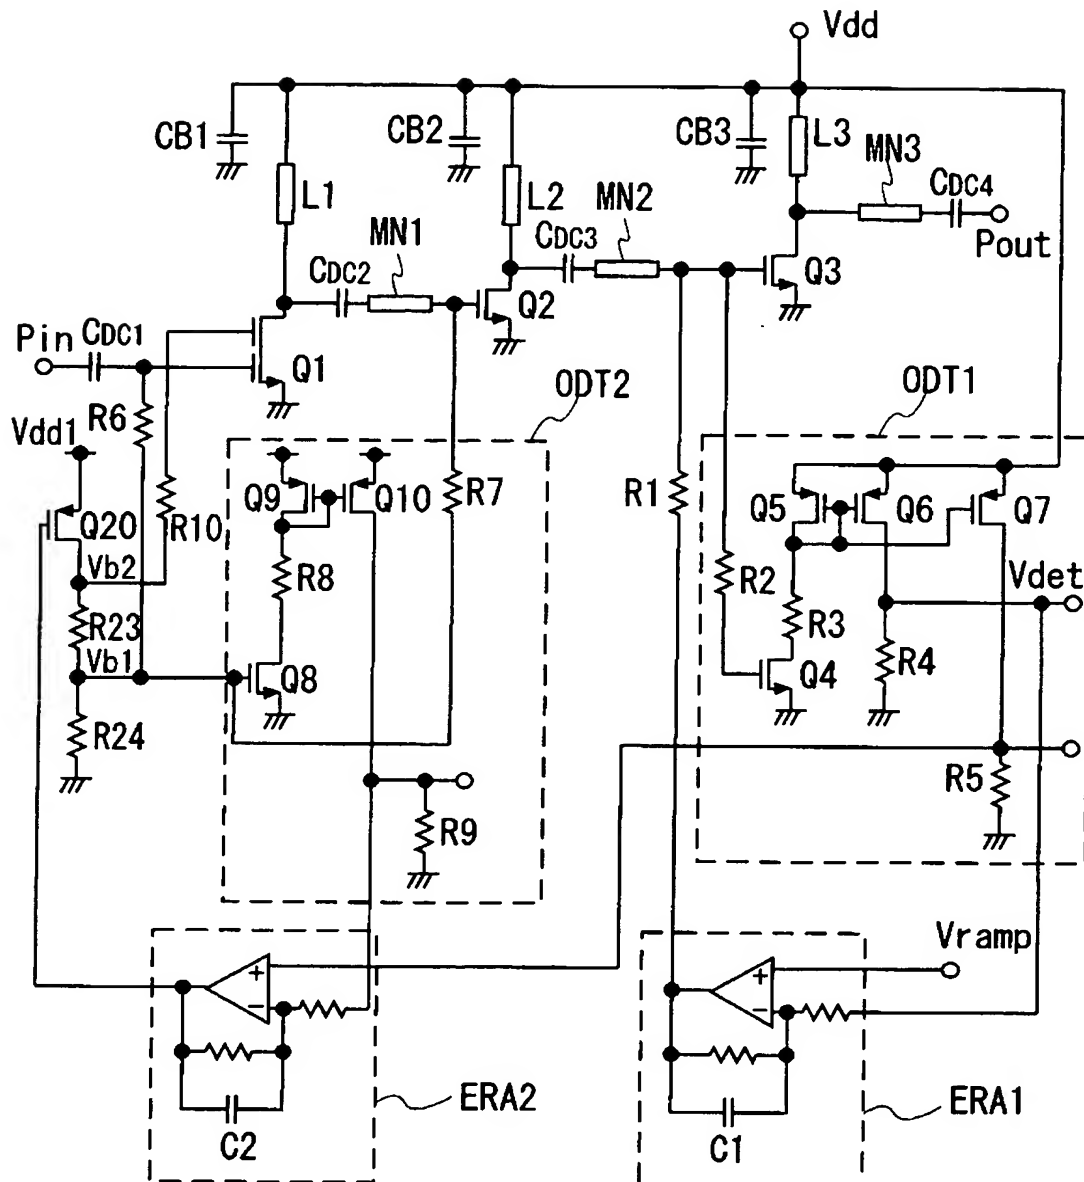 Vdd
CB1
CB2
CB3
L3
MN3
L1
L2
MN2
CDC4
MN1
CDC3
Pout
CDC2
Q2
Q3
Pin
CDC1
Q1
ODT2
ODT1
R6
Vdd1
Q9
Q10
R7
R1
Q5
Q6
Q7
Q20
R10
Vb2
R8
R2
Vdet
R23
R3
Vb1
Q8
Q4
R4
R24
R5
R9
Vramp
+
+
−
−
ERA2
ERA1
C2
C1